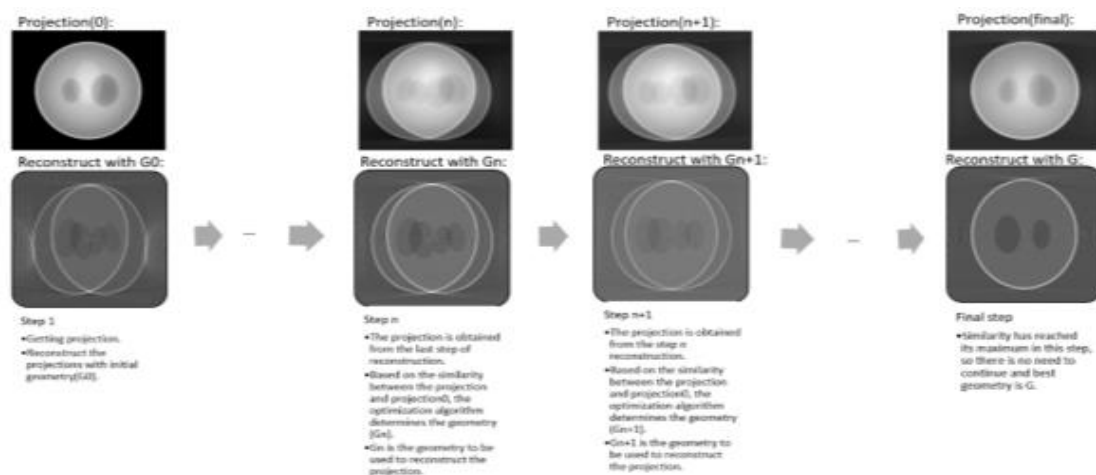 Projection(0):
Projection(n):
Projection(n+1):
Projection(final):
Reconstruct with G0:
Reconstruct with Gn:
Reconstruct with Gn+1:
Reconstruct with G:
Step 1
•Getting projection.
•Reconstruct the
projections with initial
geometry(G0).
Step n
•The projection is obtained
from the last step of
reconstruction.
•Based on the similarity
between the projection
and projection0, the
optimization algorithm
determines the geometry
(Gn).
•Gn is the geometry to be
used to reconstruct the
projection.
Step n+1
•The projection is obtained
from the step n
reconstruction.
•Based on the similarity
between the projection
and projection0, the
optimization algorithm
determines the geometry
(Gn+1).
•Gn+1 is the geometry to
be used to reconstruct
the projection.
Final step
•Similarity has reached
its maximum in this step,
so there is no need to
continue and best
geometry is G.